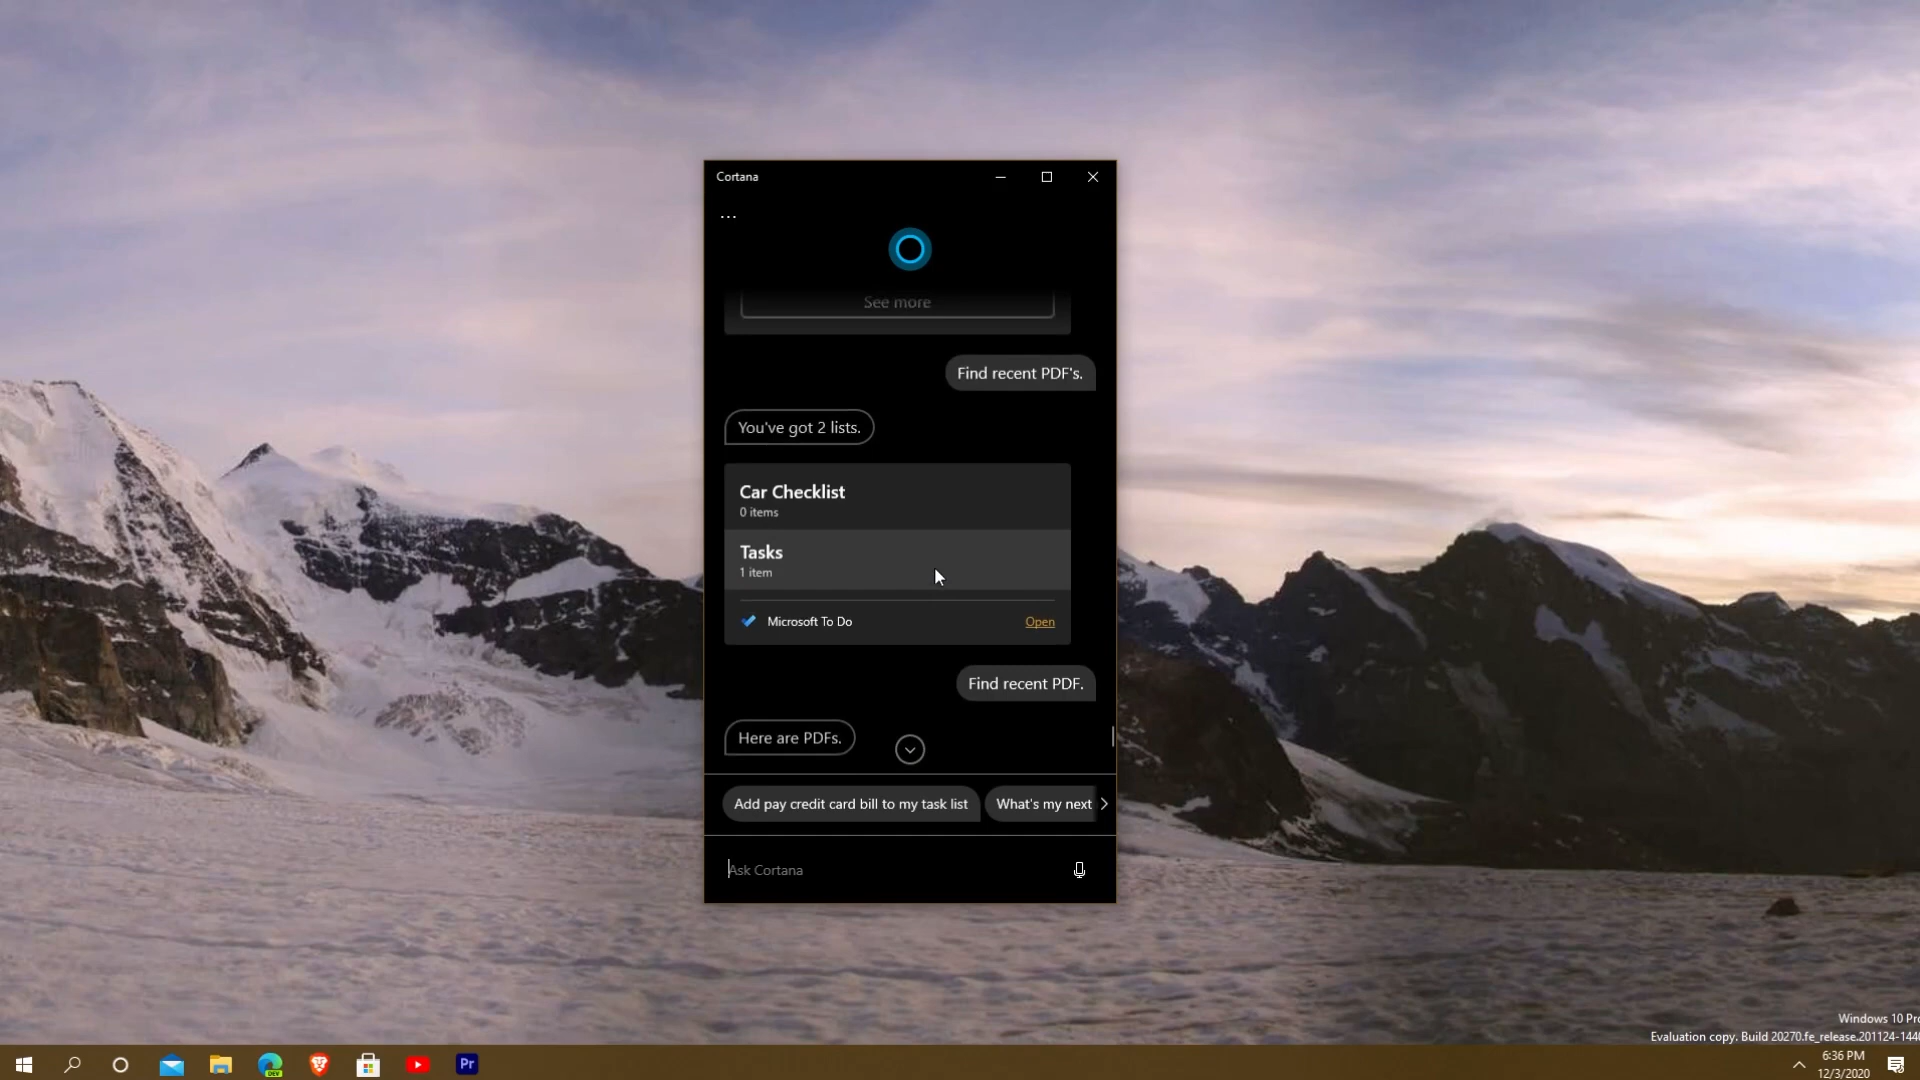 Cortana
...
See more
Find recent PDF's.
You've got 2 lists.
Car Checklist
0 items
Tasks
1 item
Microsoft To Do
Open
Find recent PDF.
Here are PDFs.
Add pay credit card bill to my task list
What's my next
Ask Cortana
Windows 10 Pro
Evaluation copy. Build 20270.fe_release.201124-1440
DEV
Pr
6:36 PM
12/3/2020